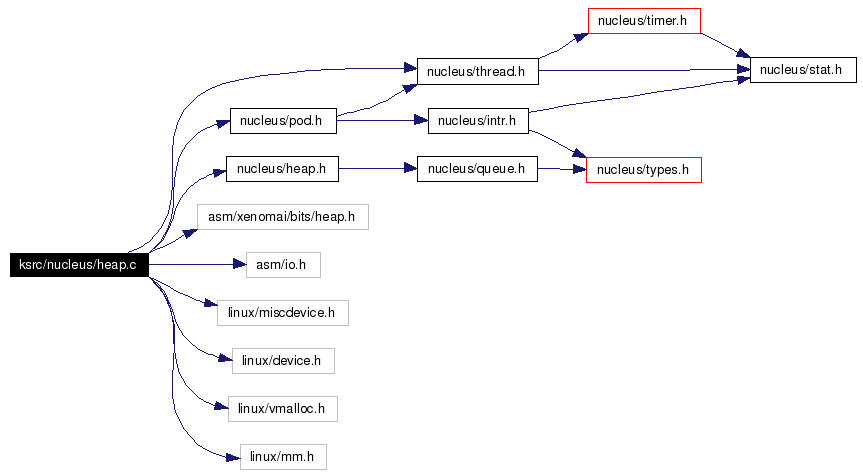 nucleus/timer.h
nucleus/thread.h
nucleus/stat.h
nucleus/pod.h
nucleus/intr.h
nucleus/heap.h
nucleus/queue.h
nucleus/types.h
asm/xenomai/bits/heap.h
ksrc/nucleus/heap.c
asm/io.h
linux/miscdevice.h
linux/device.h
linux/vmalloc.h
linux/mm.h